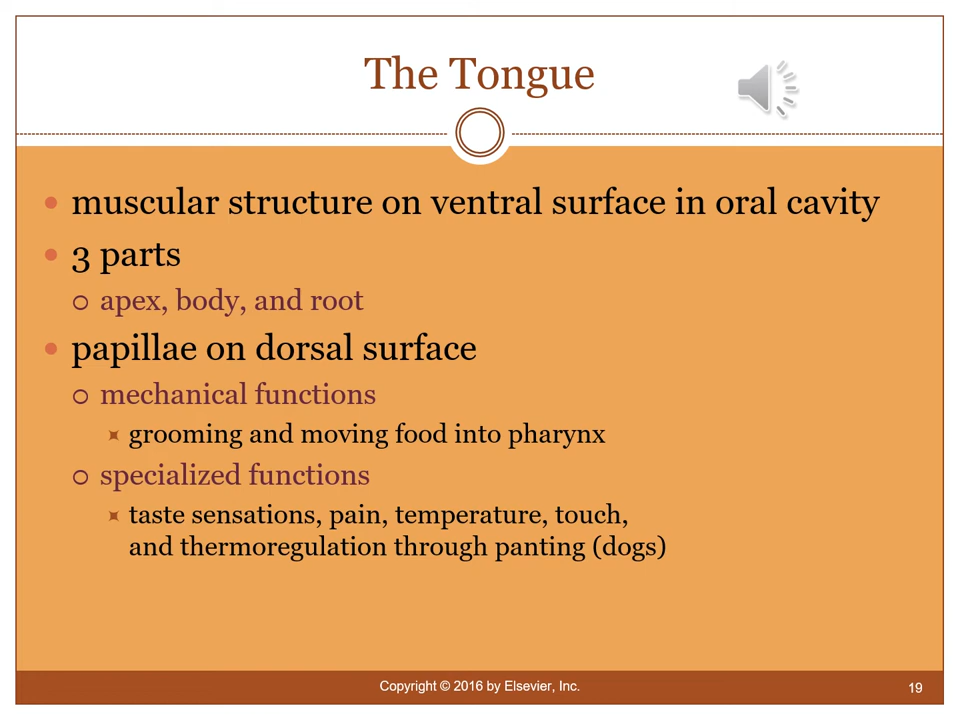 The Tongue
muscular structure on ventral surface in oral cavity
3 parts
apex, body, and root
papillae on dorsal surface
mechanical functions
grooming and moving food into pharynx
specialized functions
taste sensations, pain, temperature, touch,
and thermoregulation through panting (dogs)
Copyright © 2016 by Elsevier, Inc.
19